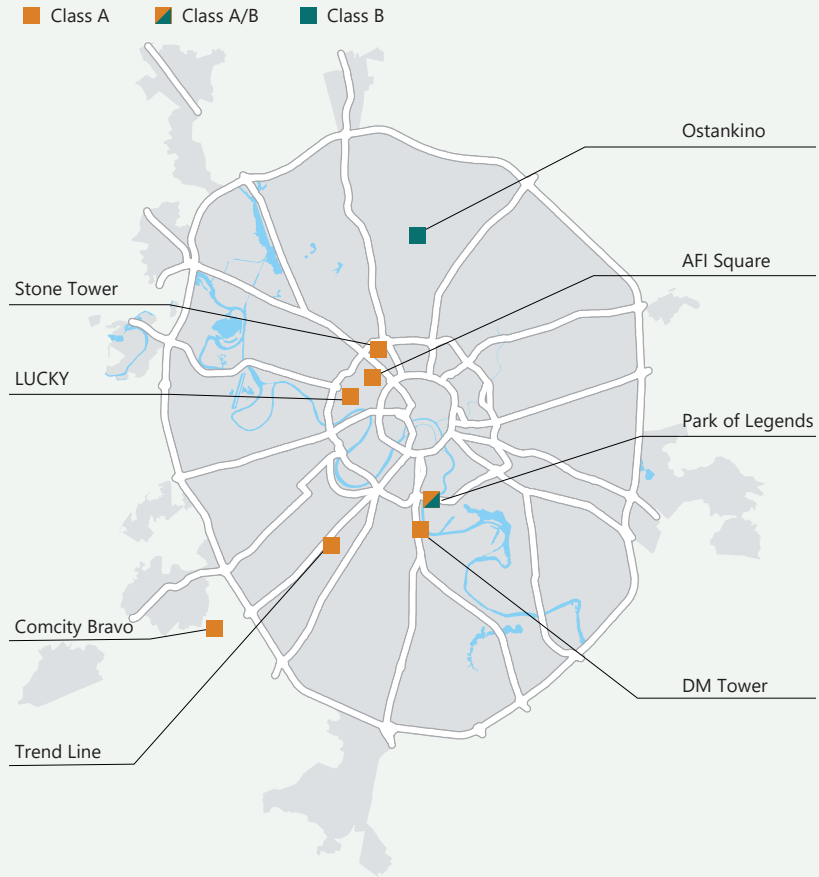 Class A
Class A/B
Class B
Ostankino
AFI Square
Stone Tower
LUCKY
Park of Legends
Comcity Bravo
DM Tower
Trend Line